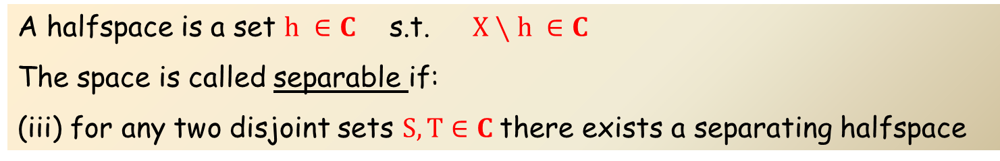 A halfspace is a set h ∈ C s.t. X \ h ∈ C
The space is called separable if:
(iii) for any two disjoint sets S, T ∈ C there exists a separating halfspace